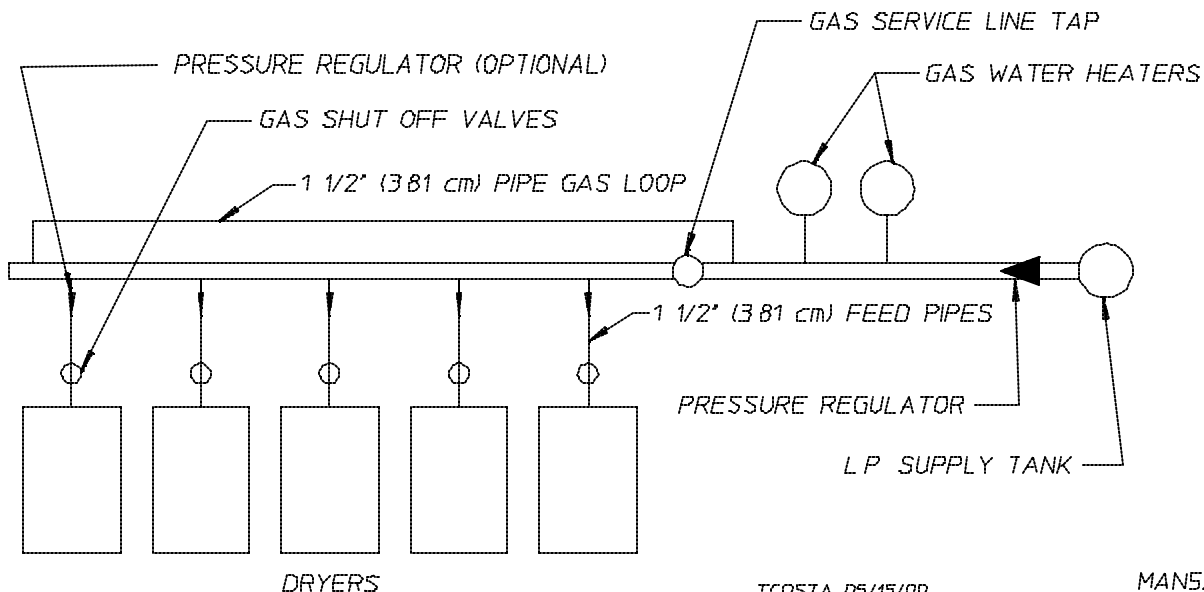 GAS SERVICE LINE TAP
PRESSURE REGULATOR (OPTIONAL)
GAS WATER HEATERS
GAS SHUT OFF VALVES
1 1/2" (3 81 cm) PIPE GAS LOOP
1 1/2" (3 81 cm) FEED PIPES
PRESSURE REGULATOR
L P SUPPLY TANK
DRYERS